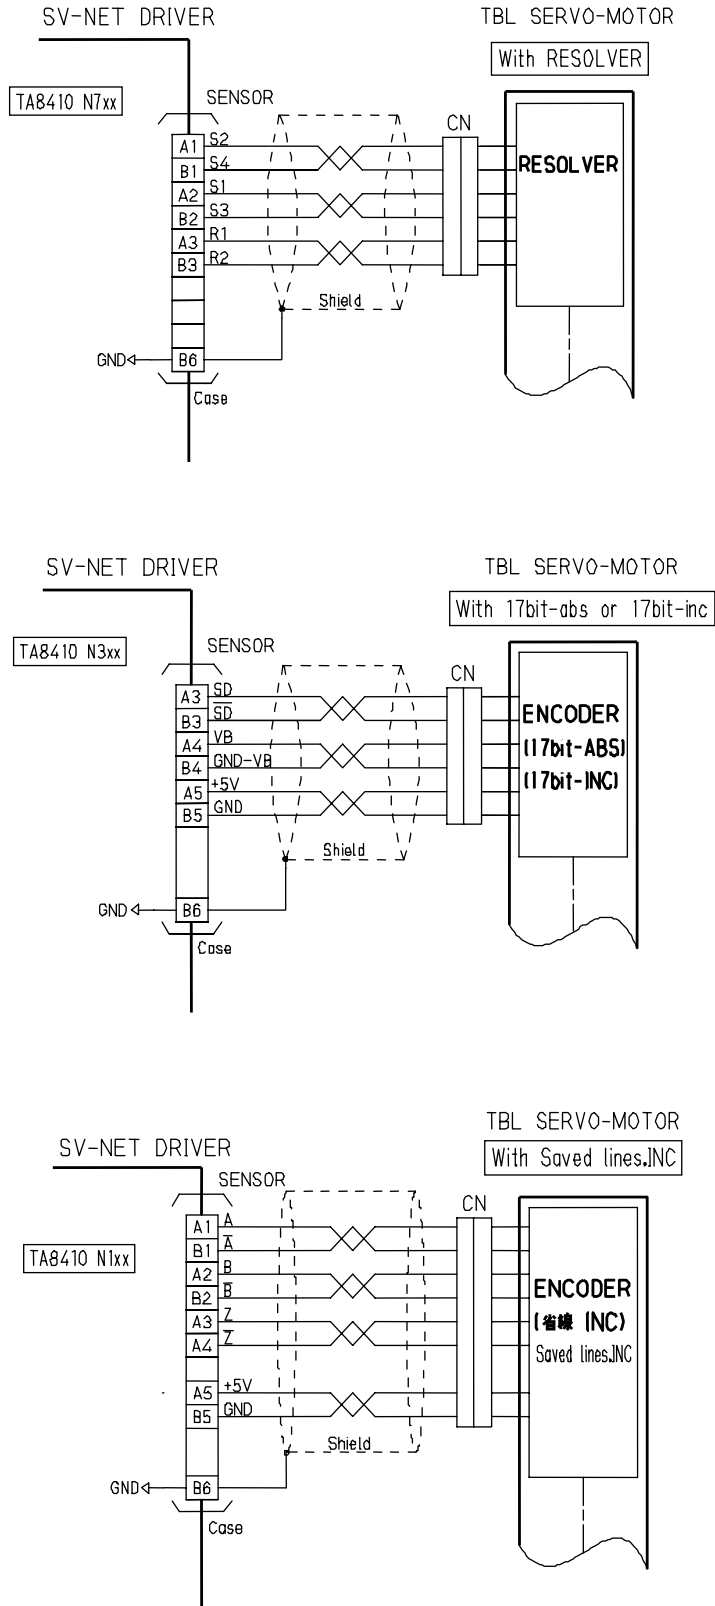 SV-NET DRIVER
TBL SERVO-MOTOR
With RESOLVER
TA8410 N7xx
SENSOR
CN
A1 S2
B1 S4
A2 S1
B2 S3
A3 R1
B3 R2
RESOLVER
Shield
GND B6
Case
SV-NET DRIVER
TBL SERVO-MOTOR
With 17bit-abs or 17bit-inc
TA8410 N3xx
SENSOR
CN
A3 SD
B3 S̅D̅
A4 VB
B4 GND-VB
A5 +5V
B5 GND
ENCODER
(17bit-ABS)
(17bit-INC)
Shield
GND B6
Case
TBL SERVO-MOTOR
SV-NET DRIVER
With Saved lines.INC
SENSOR
CN
TA8410 N1xx
A1 A
B1 A̅
A2 B
B2 B̅
A3 Z
A4 Z̅
A5 +5V
B5 GND
ENCODER
(省線 INC)
Saved lines.INC
Shield
GND B6
Case